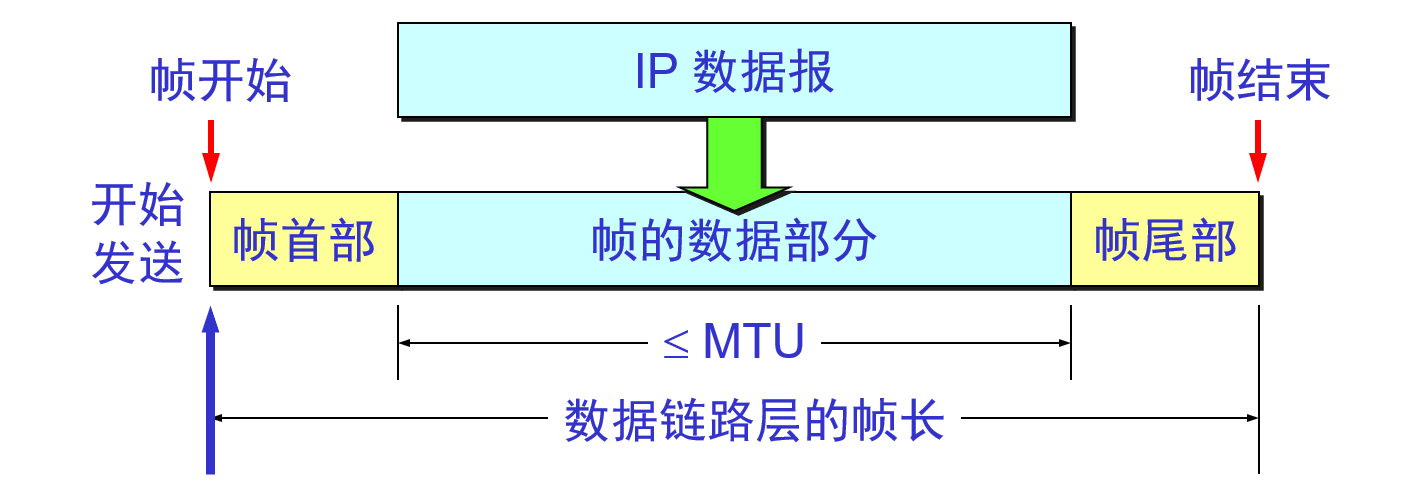 IP 数据报
帧开始
帧结束
开始
发送
帧首部
帧的数据部分
帧尾部
≤ MTU
数据链路层的帧长